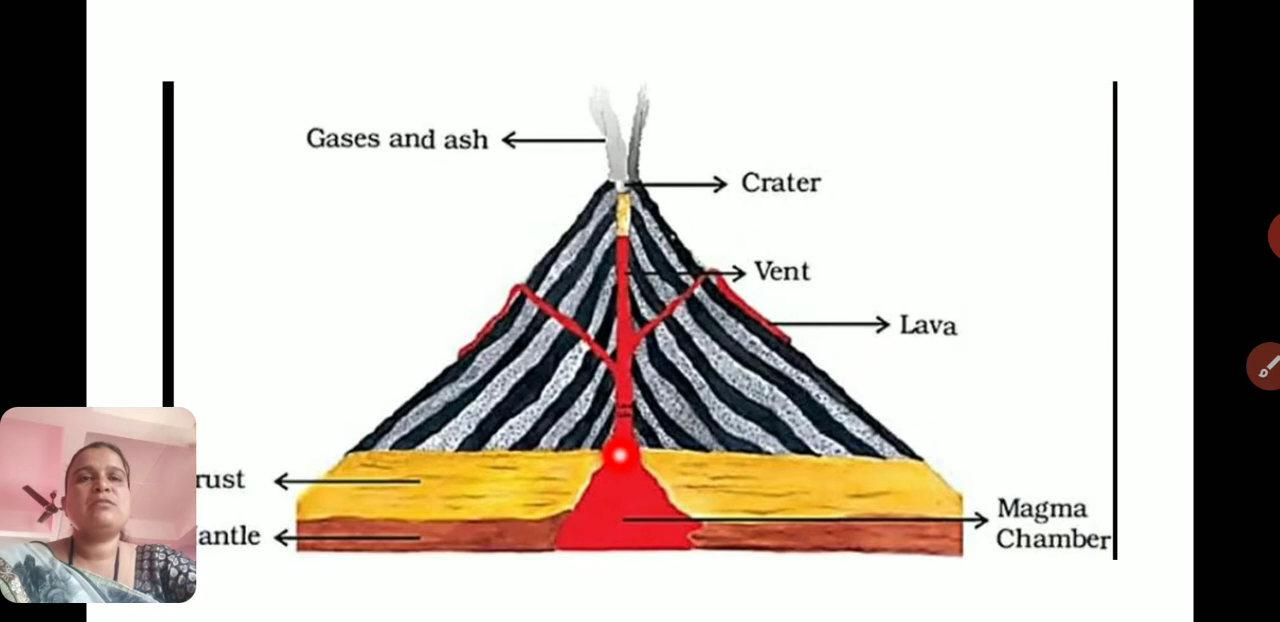 Gases and ash
Crater
Vent
Lava
rust
antle
Magma
Chamber